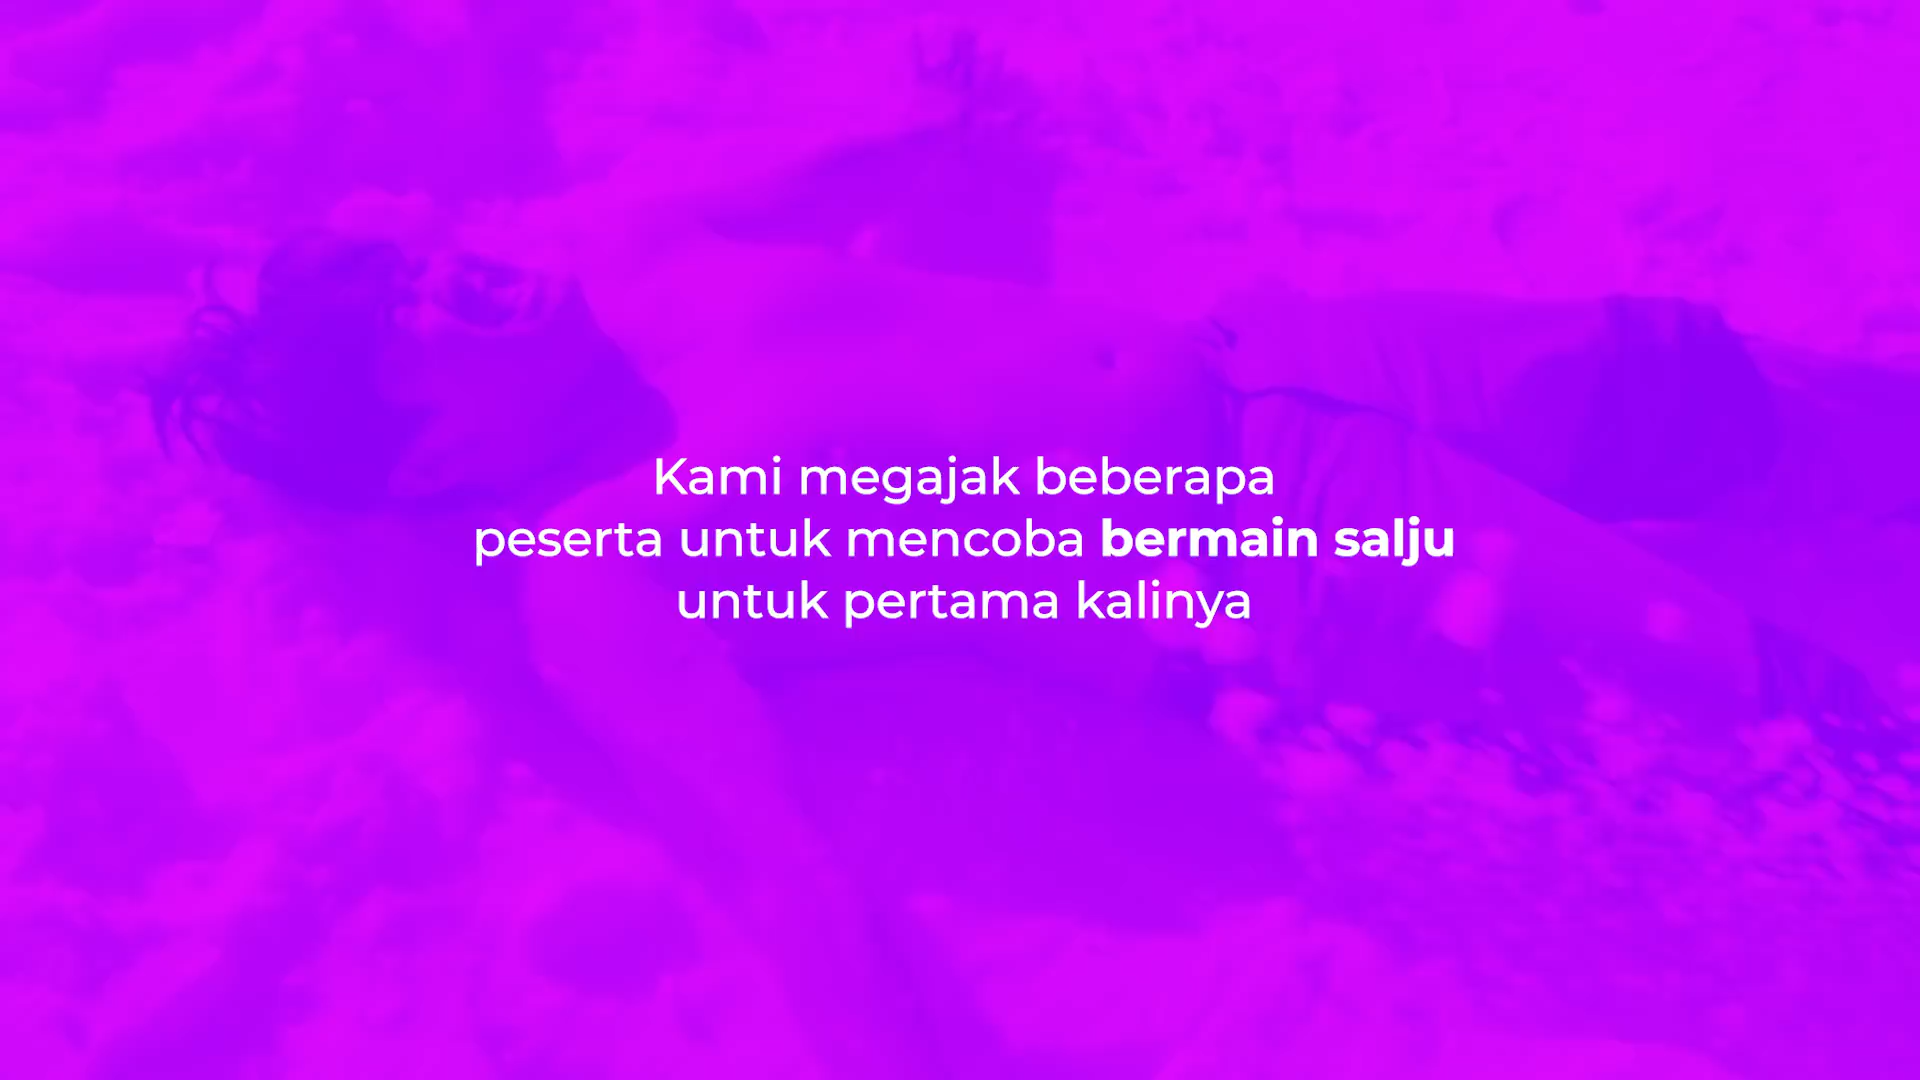 Kami megajak beberapa
peserta untuk mencoba bermain salju
untuk pertama kalinya